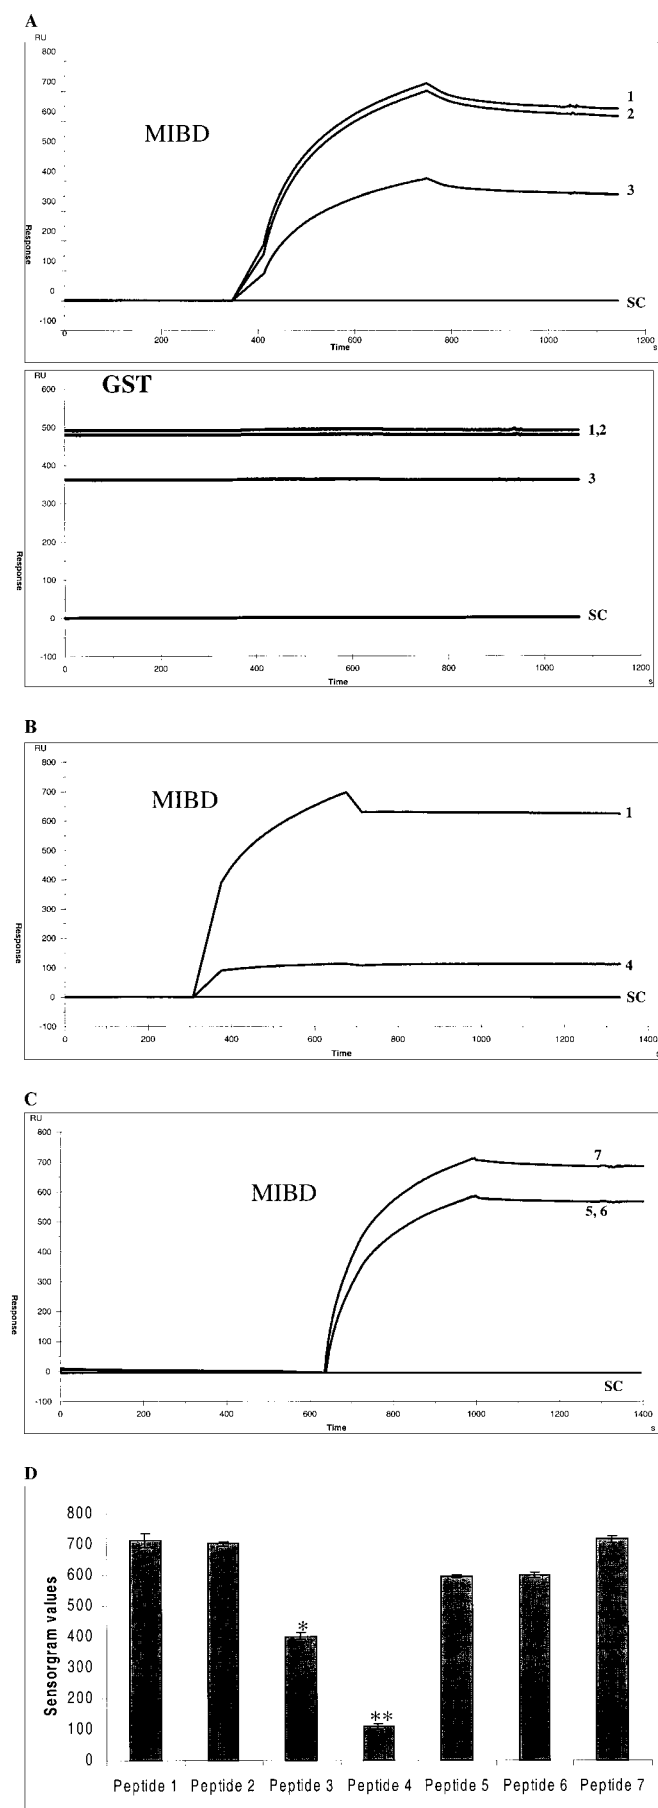 A
RU
800
700
600
500
400
300
200
100
0
-100
Response
MIBD
1
2
3
SC
0 200 400 600 800 1000 1200
Time s
RU
GST
600
500
400
300
200
100
0
-100
Response
1,2
3
SC
0 200 400 600 800 1000 1200
Time s
B
RU
800
700
600
500
400
300
200
100
0
-100
Response
MIBD
1
4
SC
0 200 400 600 800 1000 1200 1400
Time s
C
RU
800
700
600
500
400
300
200
100
0
-100
Response
MIBD
7
5, 6
SC
0 200 400 600 800 1000 1200 1400
Time s
D
Sensorgram values
800
700
600
500
400
300
200
100
0
*
**
Peptide 1 Peptide 2 Peptide 3 Peptide 4 Peptide 5 Peptide 6 Peptide 7